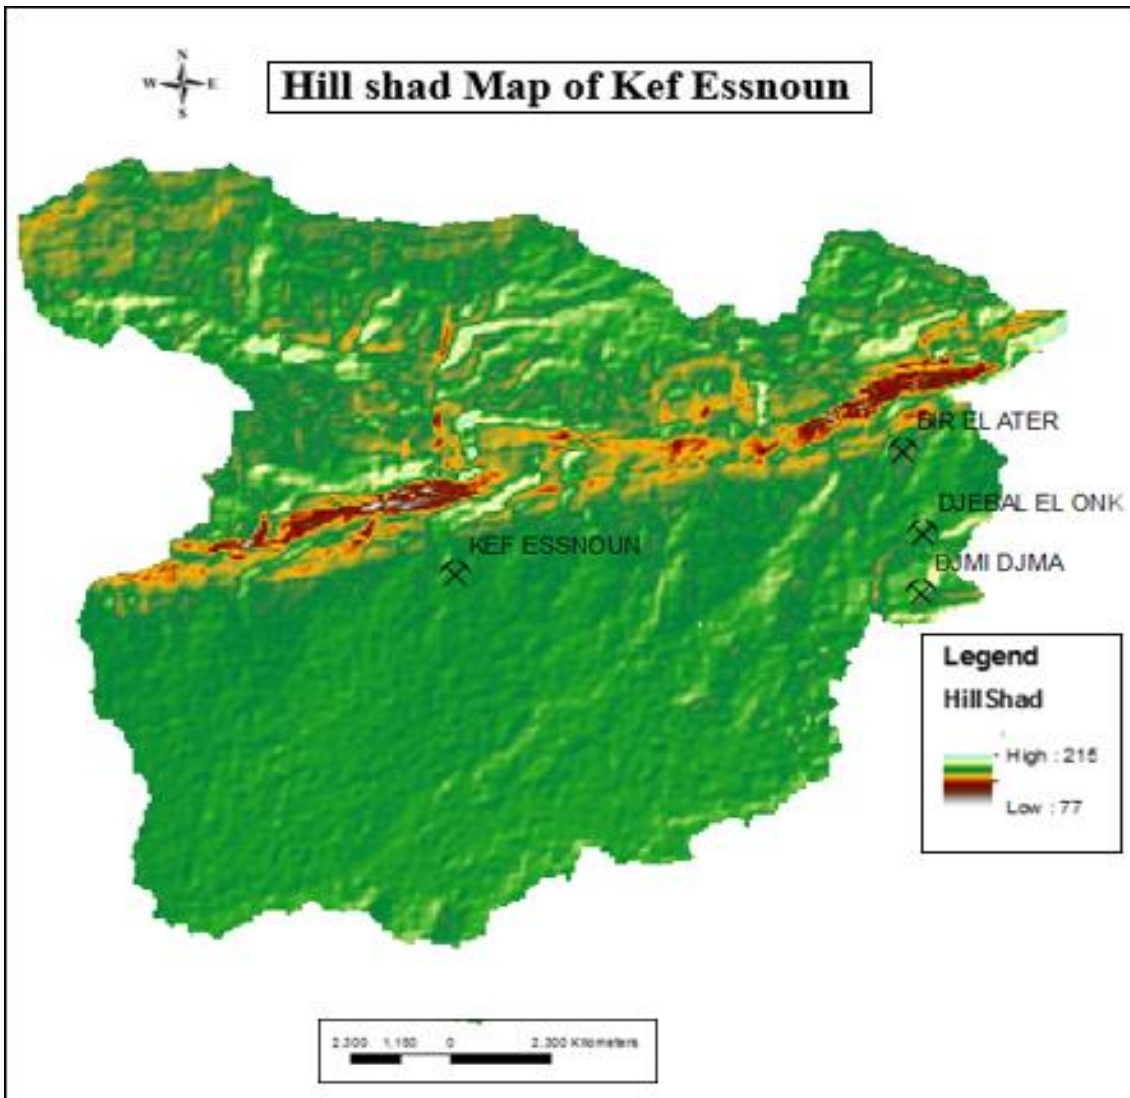 N
W E
S
Hill shad Map of Kef Essnoun
BIR EL ATER
DJEBAL EL ONK
KEF ESSNOUN
DJMI DJMA
Legend
HillShad
High : 215
Low : 77
2,300 1,150 0 2,300 Kilometers